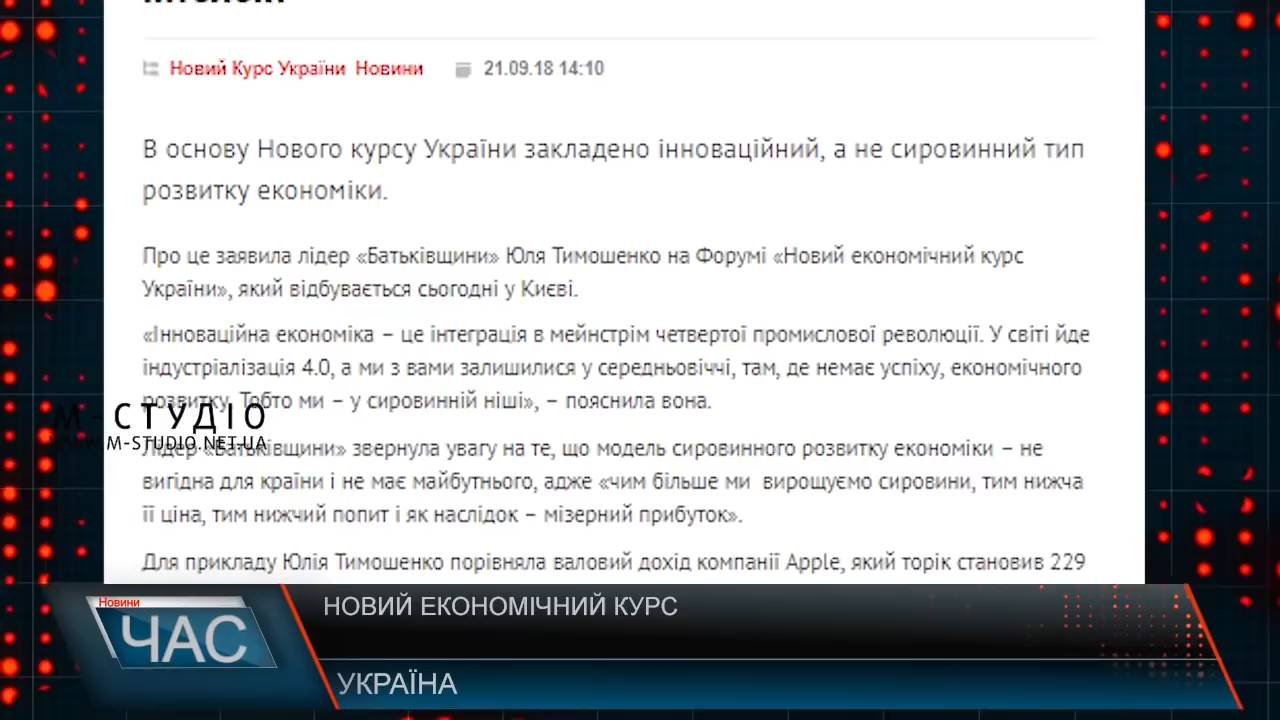 Новий Курс України Новини 21.09.18 14:10
В основу Нового курсу України закладено інноваційний, а не сировинний тип
розвитку економіки.
Про це заявила лідер «Батьківщини» Юля Тимошенко на Форумі «Новий економічний курс
України», який відбувається сьогодні у Києві.
«Інноваційна економіка – це інтеграція в мейнстрім четвертої промислової революції. У світі йде
індустріалізація 4.0, а ми з вами залишилися у середньовіччі, там, де немає успіху, економічного
розвитку. Тобто ми – у сировинній ніші», – пояснила вона.
М-СТУДІО
WWW.M-STUDIO.NET.UA
Лідер «Батьківщини» звернула увагу на те, що модель сировинного розвитку економіки – не
вигідна для країни і не має майбутнього, адже «чим більше ми вирощуємо сировини, тим нижча
її ціна, тим нижчий попит і як наслідок – мізерний прибуток».
Для прикладу Юлія Тимошенко порівняла валовий дохід компанії Apple, який торік становив 229
Новини
ЧАС
НОВИЙ ЕКОНОМІЧНИЙ КУРС
УКРАЇНА